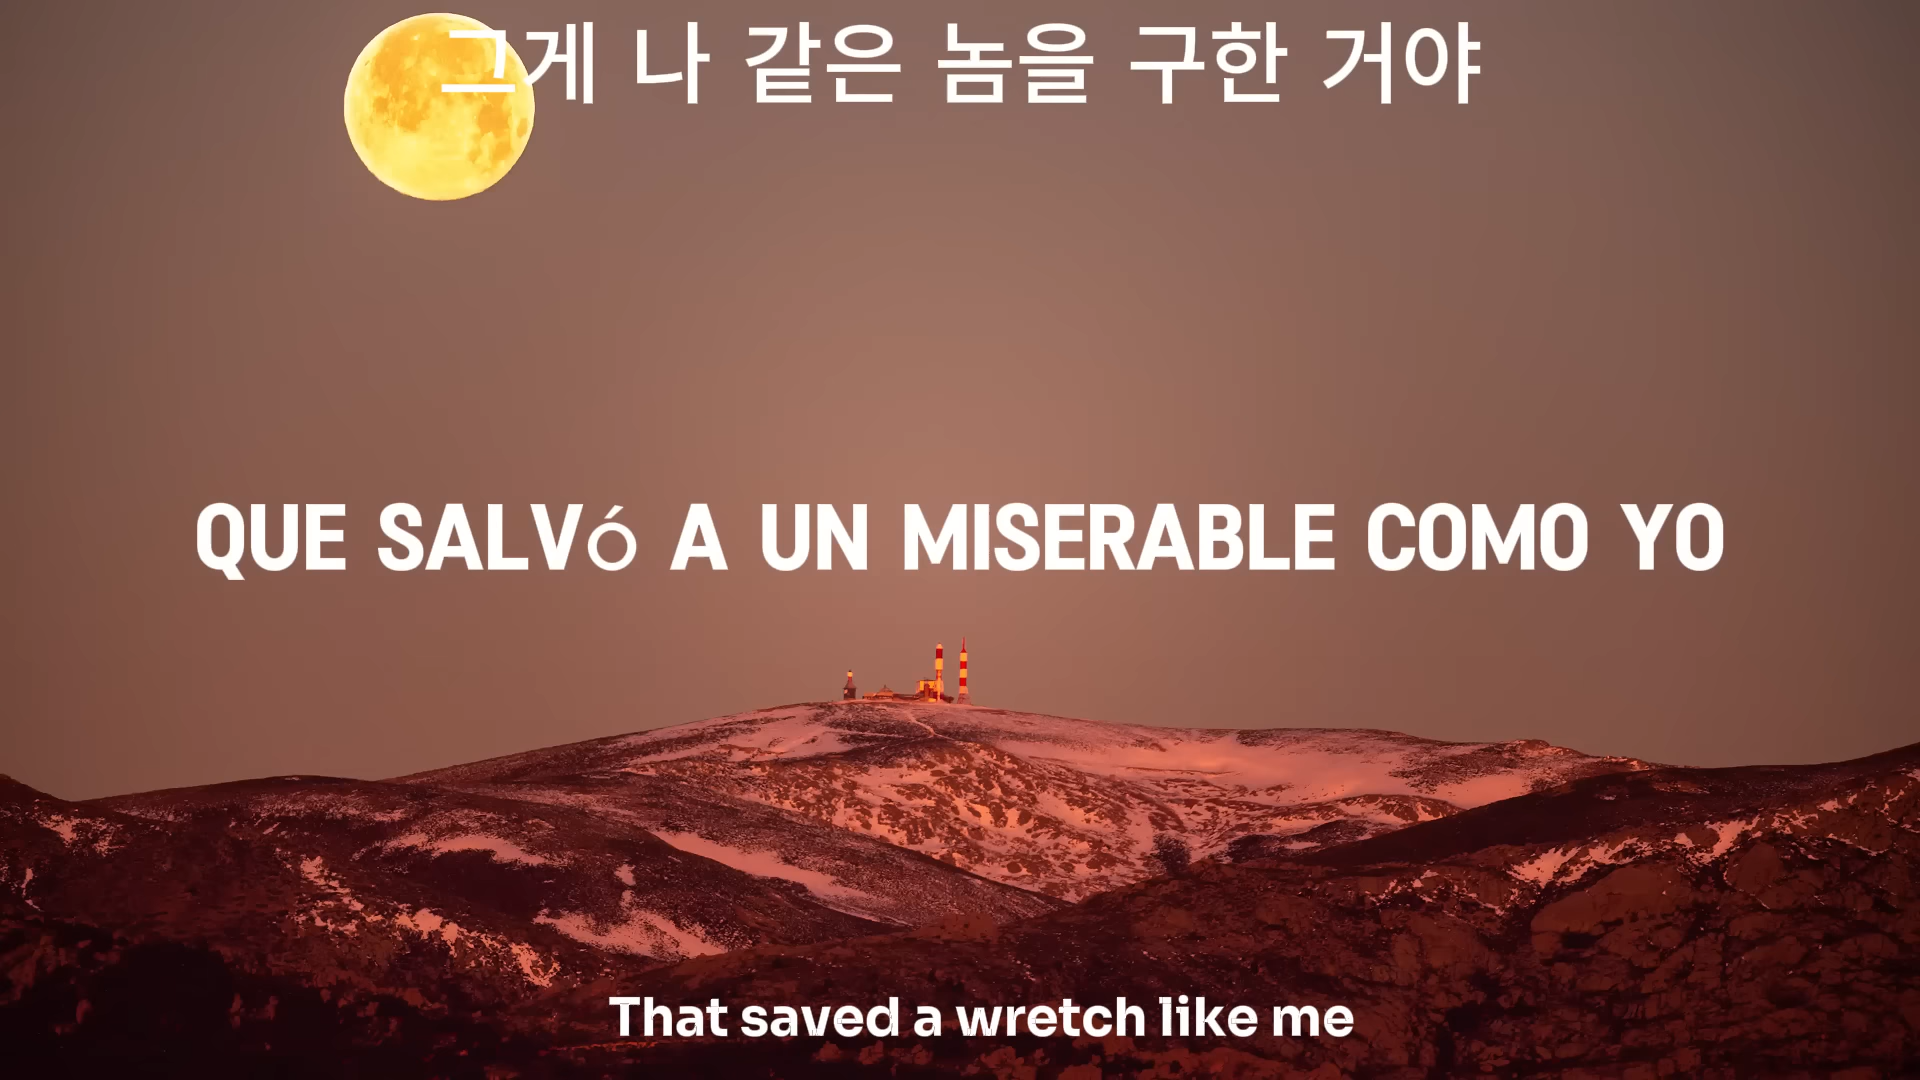 그게 나 같은 놈을 구한 거야
QUE SALVó A UN MISERABLE COMO YO
That saved a wretch like me